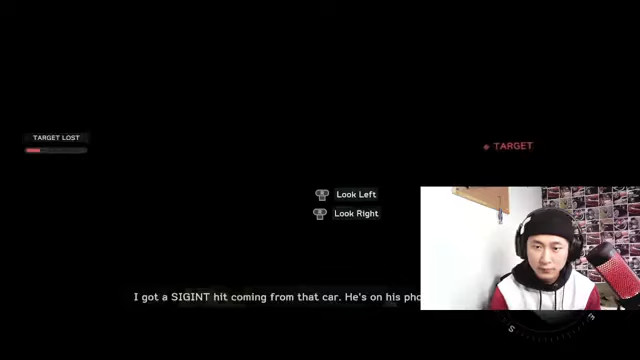 TARGET LOST
TARGET
Look Left
Look Right
I got a SIGINT hit coming from that car. He's on his
S
E